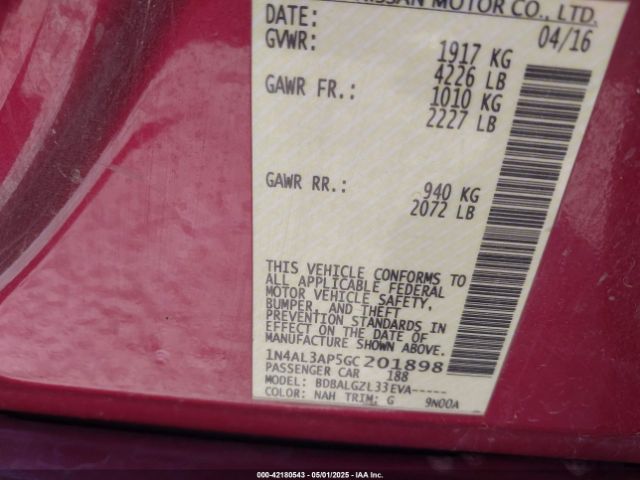 NISSAN MOTOR CO., LTD.
DATE: 04/16
GVWR: 1917 KG
4226 LB
GAWR FR.: 1010 KG
2227 LB
GAWR RR.: 940 KG
2072 LB
THIS VEHICLE CONFORMS TO
ALL APPLICABLE FEDERAL
MOTOR VEHICLE SAFETY,
BUMPER, AND THEFT
PREVENTION STANDARDS IN
EFFECT ON THE DATE OF
MANUFACTURE SHOWN ABOVE.
1N4AL3AP5GC201898
PASSENGER CAR 188
MODEL: BDBALGZL33EVA-----
COLOR: NAH TRIM: G 9N00A
000-42180543 - 05/01/2025 - IAA Inc.